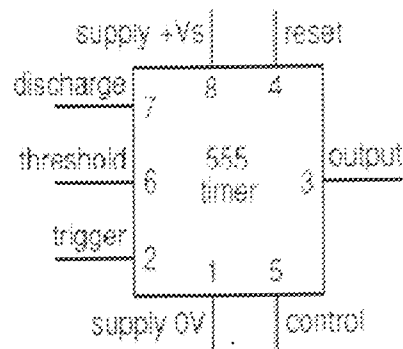 supply +Vs reset
8 4
discharge
7
threshold 555 output
6 timer 3
trigger
2
1 5
supply 0V control